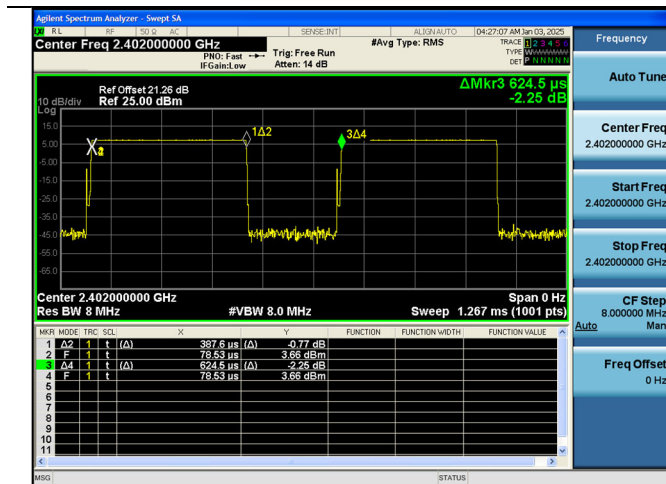 Agilent Spectrum Analyzer - Swept SA
LXI RL RF 50 Ω AC SENSE:INT ALIGN AUTO 04:27:07 AM Jan 03, 2025
Center Freq 2.402000000 GHz
PNO: Fast
IFGain:Low
Trig: Free Run
Atten: 14 dB
#Avg Type: RMS
TRACE 1 2 3 4 5 6
TYPE
DET P N N N N N
ΔMkr3 624.5 µs
-2.25 dB
Ref Offset 21.26 dB
10 dB/div Ref 25.00 dBm
Log
15.0
5.00
-5.00
-15.0
-25.0
-35.0
-45.0
-55.0
-65.0
1Δ2
3Δ4
Center 2.402000000 GHz Span 0 Hz
Res BW 8 MHz #VBW 8.0 MHz Sweep 1.267 ms (1001 pts)
MKR MODE TRC SCL X Y FUNCTION FUNCTION WIDTH FUNCTION VALUE
1 Δ2 1 t (Δ) 387.6 µs (Δ) -0.77 dB
2 F 1 t 78.53 µs 3.66 dBm
3 Δ4 1 t (Δ) 624.5 µs (Δ) -2.25 dB
4 F 1 t 78.53 µs 3.66 dBm
5
6
7
8
9
10
11
MSG STATUS
Frequency
Auto Tune
Center Freq
2.402000000 GHz
Start Freq
2.402000000 GHz
Stop Freq
2.402000000 GHz
CF Step
8.000000 MHz
Auto Man
Freq Offset
0 Hz